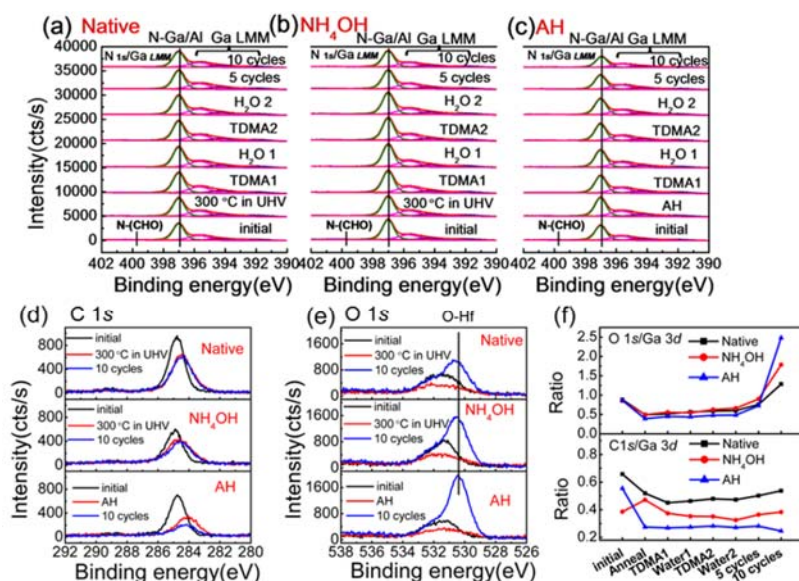 (a) Native
N-Ga/Al Ga LMM
N 1s/Ga LMM
10 cycles
5 cycles
H2O 2
TDMA2
H2O 1
TDMA1
300 °C in UHV
N-(CHO)
initial
Intensity(cts/s)
40000
35000
30000
25000
20000
15000
10000
5000
0
402 400 398 396 394 392 390
Binding energy(eV)
(b) NH4OH
N-Ga/Al Ga LMM
N 1s/Ga LMM
10 cycles
5 cycles
H2O 2
TDMA2
H2O 1
TDMA1
300 °C in UHV
N-(CHO)
initial
402 400 398 396 394 392 390
Binding energy(eV)
(c) AH
N-Ga/Al Ga LMM
N 1s/Ga LMM
10 cycles
5 cycles
H2O 2
TDMA2
H2O 1
TDMA1
AH
N-(CHO)
initial
402 400 398 396 394 392 390
Binding energy(eV)
(d) C 1s
initial
300 °C in UHV
10 cycles
Native
initial
300 °C in UHV
10 cycles
NH4OH
initial
AH
10 cycles
AH
Intensity(cts/s)
800
400
0
800
400
0
800
400
0
292 290 288 286 284 282 280
Binding energy(eV)
(e) O 1s
O-Hf
initial
300 °C in UHV
10 cycles
Native
initial
300 °C in UHV
10 cycles
NH4OH
initial
AH
10 cycles
AH
Intensity(cts/s)
1600
800
0
1600
800
0
1600
800
0
538 536 534 532 530 528 526
Binding energy(eV)
(f)
O 1s/Ga 3d
Native
NH4OH
AH
Ratio
2.5
2.0
1.5
1.0
0.5
0.0
C1s/Ga 3d
Native
NH4OH
AH
Ratio
0.8
0.6
0.4
0.2
initial
Anneal
TDMA1
Water1
TDMA2
Water2
5 cycles
10 cycles